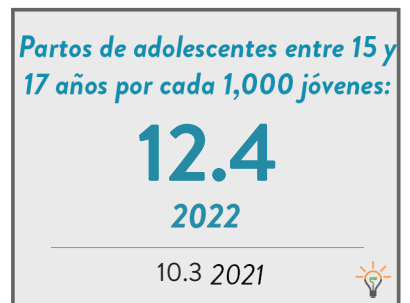 Partos de adolescentes entre 15 y
17 años por cada 1,000 jóvenes:
12.4
2022
10.3 2021